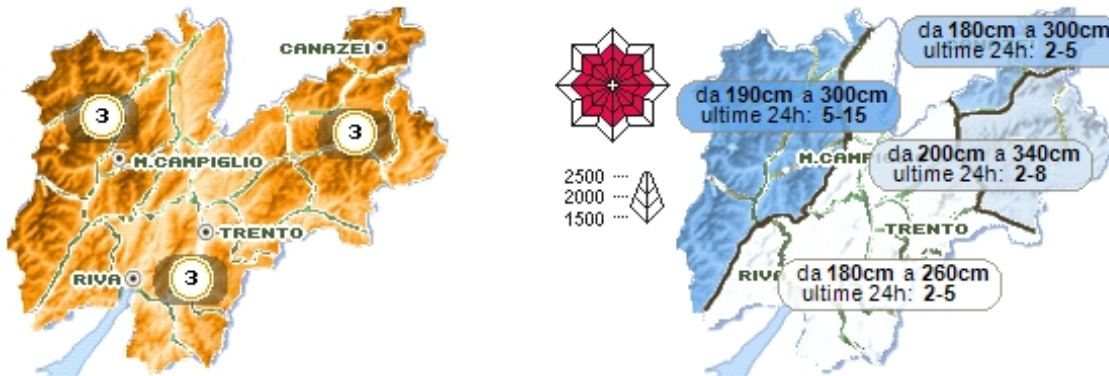 CANAZEI
3
3
M.CAMPIGLIO
TRENTO
RIVA
3
da 180cm a 300cm
ultime 24h: 2-5
da 190cm a 300cm
ultime 24h: 5-15
M.CAMP
da 200cm a 340cm
ultime 24h: 2-8
2500
2000
1500
TRENTO
RIVA
da 180cm a 260cm
ultime 24h: 2-5